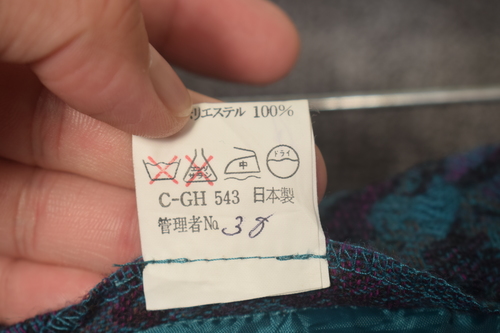 リエステル 100%
中 ドライ
C-GH 543 日本製
管理者No. 38